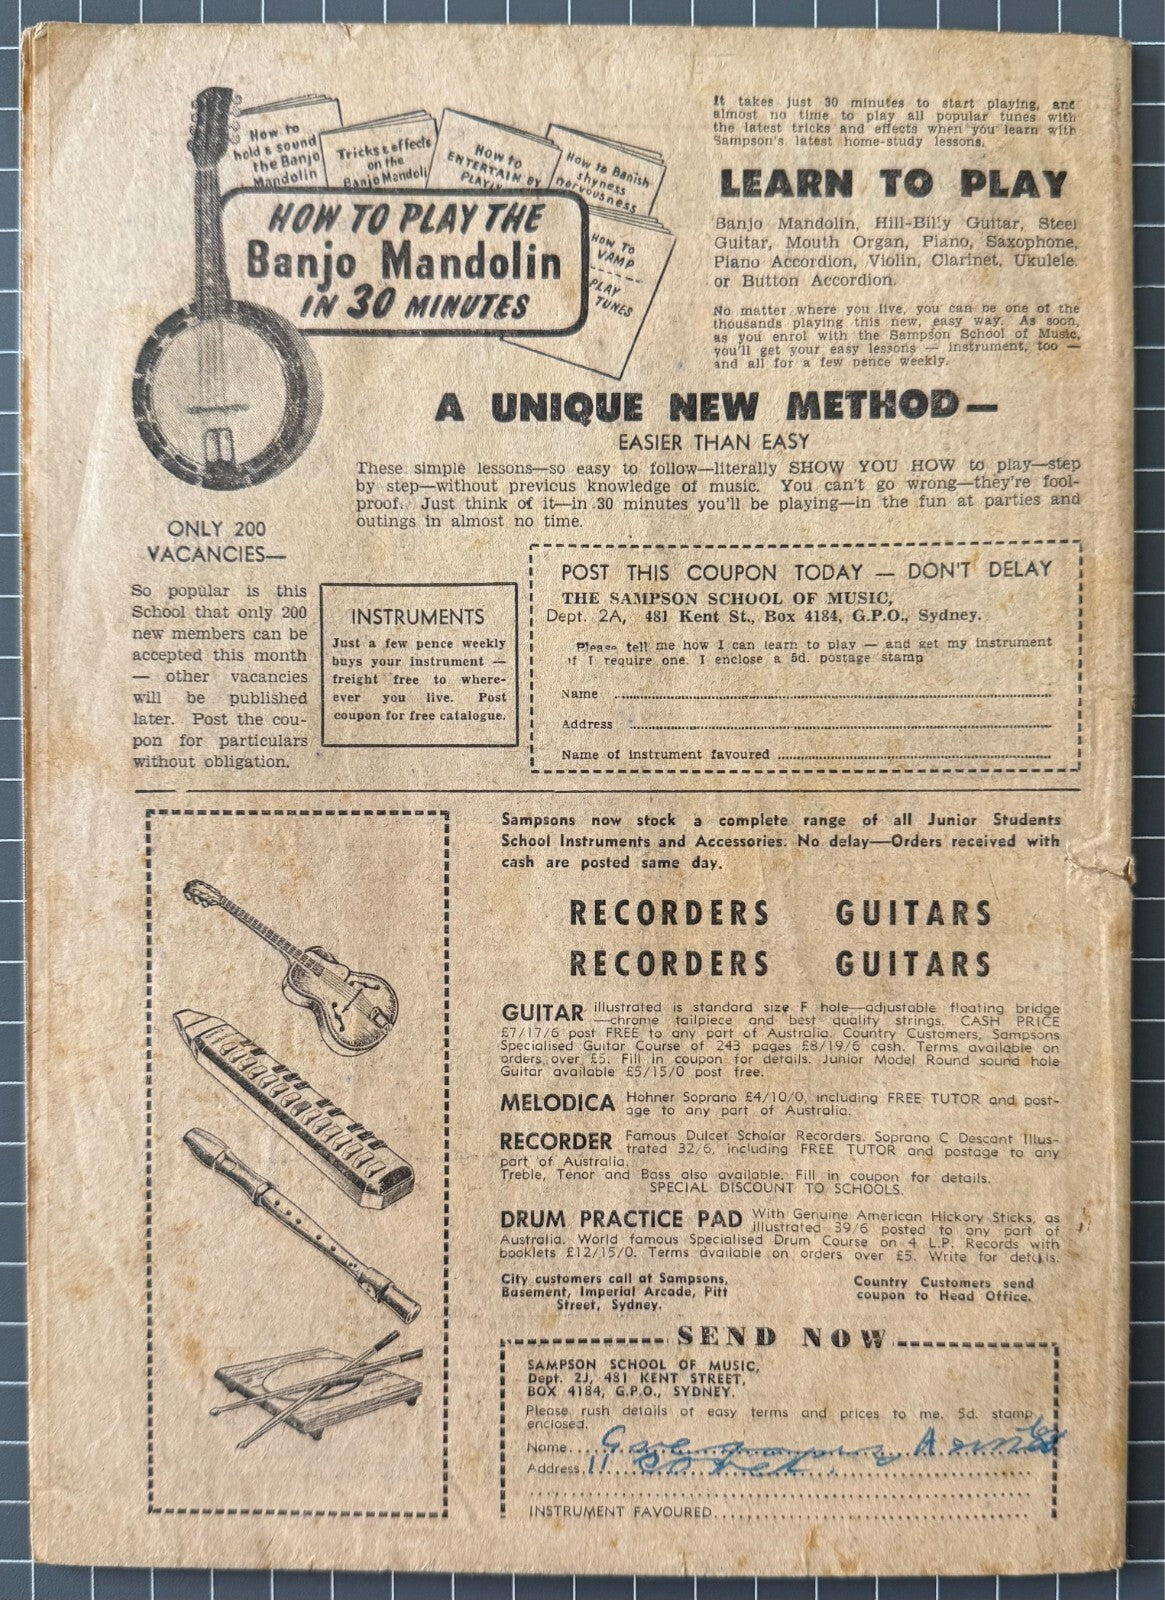 How to
hold & sound
the Banjo
Mandolin
Tricks & effects
on the
Banjo Mandoli
How to
ENTERTAIN BY
How to Banish
shyness
nervousness
HOW TO
VAMP
PLAY
TUNES
HOW TO PLAY THE
Banjo Mandolin
IN 30 MINUTES
It takes just 30 minutes to start playing, and
almost no time to play all popular tunes with
the latest tricks and effects when you learn with
Sampson's latest home-study lessons.
LEARN TO PLAY
Banjo Mandolin, Hill-Billy Guitar, Steel
Guitar, Mouth Organ, Piano, Saxophone,
Piano Accordion, Violin, Clarinet, Ukulele
or Button Accordion.
No matter where you live, you can be one of the
thousands playing this new, easy way. As soon,
as you enrol with the Sampson School of Music,
you'll get your easy lessons — instrument, too —
and all for a few pence weekly.
A UNIQUE NEW METHOD—
EASIER THAN EASY
These simple lessons—so easy to follow—literally SHOW YOU HOW to play—step
by step—without previous knowledge of music. You can't go wrong—they're fool-
proof. Just think of it—in 30 minutes you'll be playing—in the fun at parties and
outings in almost no time.
ONLY 200
VACANCIES—
So popular is this
School that only 200
new members can be
accepted this month
— other vacancies
will be published
later. Post the cou-
pon for particulars
without obligation.
INSTRUMENTS
Just a few pence weekly
buys your instrument —
freight free to where-
ever you live. Post
coupon for free catalogue.
POST THIS COUPON TODAY — DON'T DELAY
THE SAMPSON SCHOOL OF MUSIC,
Dept. 2A, 481 Kent St., Box 4184, G.P.O., Sydney.
Please tell me how I can learn to play — and get my instrument
if I require one. I enclose a 5d. postage stamp
Name
Address
Name of instrument favoured
Sampsons now stock a complete range of all Junior Students
School Instruments and Accessories. No delay—Orders received with
cash are posted same day.
RECORDERS GUITARS
RECORDERS GUITARS
GUITAR illustrated is standard size F hole—adjustable floating bridge
—chrome tailpiece and best quality strings. CASH PRICE
£7/17/6 post FREE to any part of Australia. Country Customers, Sampsons
Specialised Guitar Course of 243 pages £8/19/6 cash. Terms available on
orders over £5. Fill in coupon for details. Junior Model Round sound hole
Guitar available £5/15/0 post free.
MELODICA Hohner Soprano £4/10/0, including FREE TUTOR and post-
age to any part of Australia.
RECORDER Famous Dulcet Scholar Recorders. Soprano C Descant Illus-
trated 32/6, including FREE TUTOR and postage to any
part of Australia.
Treble, Tenor and Bass also available. Fill in coupon for details.
SPECIAL DISCOUNT TO SCHOOLS.
DRUM PRACTICE PAD With Genuine American Hickory Sticks, as
illustrated 39/6 posted to any part of
Australia. World famous Specialised Drum Course on 4 L.P. Records with
booklets £12/15/0. Terms available on orders over £5. Write for details.
City customers call at Sampsons,
Basement, Imperial Arcade, Pitt
Street, Sydney.
Country Customers send
coupon to Head Office.
SEND NOW
SAMPSON SCHOOL OF MUSIC,
Dept. 2J, 481 KENT STREET,
BOX 4184, G.P.O., SYDNEY.
Please rush details of easy terms and prices to me. 5d. stamp
enclosed.
Name
Address 11
INSTRUMENT FAVOURED